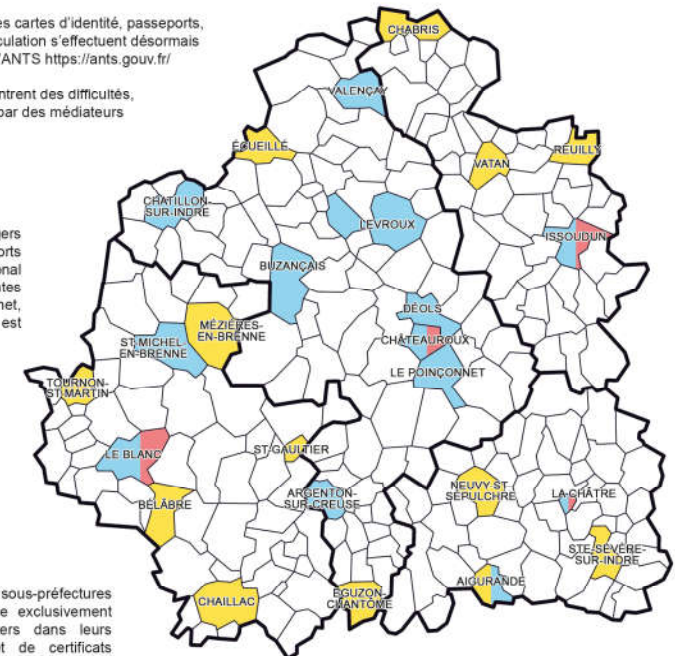 es cartes d'identité, passeports,
culation s'effectuent désormais
'ANTS https://ants.gouv.fr/
ntrent des difficultés,
par des médiateurs
gers
orts
onal
ntes
net,
est
sous-préfectures
e exclusivement
ers dans leurs
et de certificats
CHABRIS
VALENÇAY
ÉCUEILLÉ
VATAN
REUILLY
CHATILLON-
SUR-INDRE
LEVROUX
ISSOUDUN
BUZANÇAIS
DÉOLS
MÉZIÈRES-
EN-BRENNE
ST-MICHEL-
EN-BRENNE
CHÂTEAUROUX
LE POINÇONNET
TOURNON-
ST-MARTIN
LE BLANC
ST-GAULTIER
ARGENTON-
SUR-CREUSE
NEUVY-ST-
SÉPULCHRE
LA CHÂTRE
BÉLÂBRE
STE-SÉVÈRE-
SUR-INDRE
AIGURANDE
CHAILLAC
ÉGUZON-
CHANTÔME